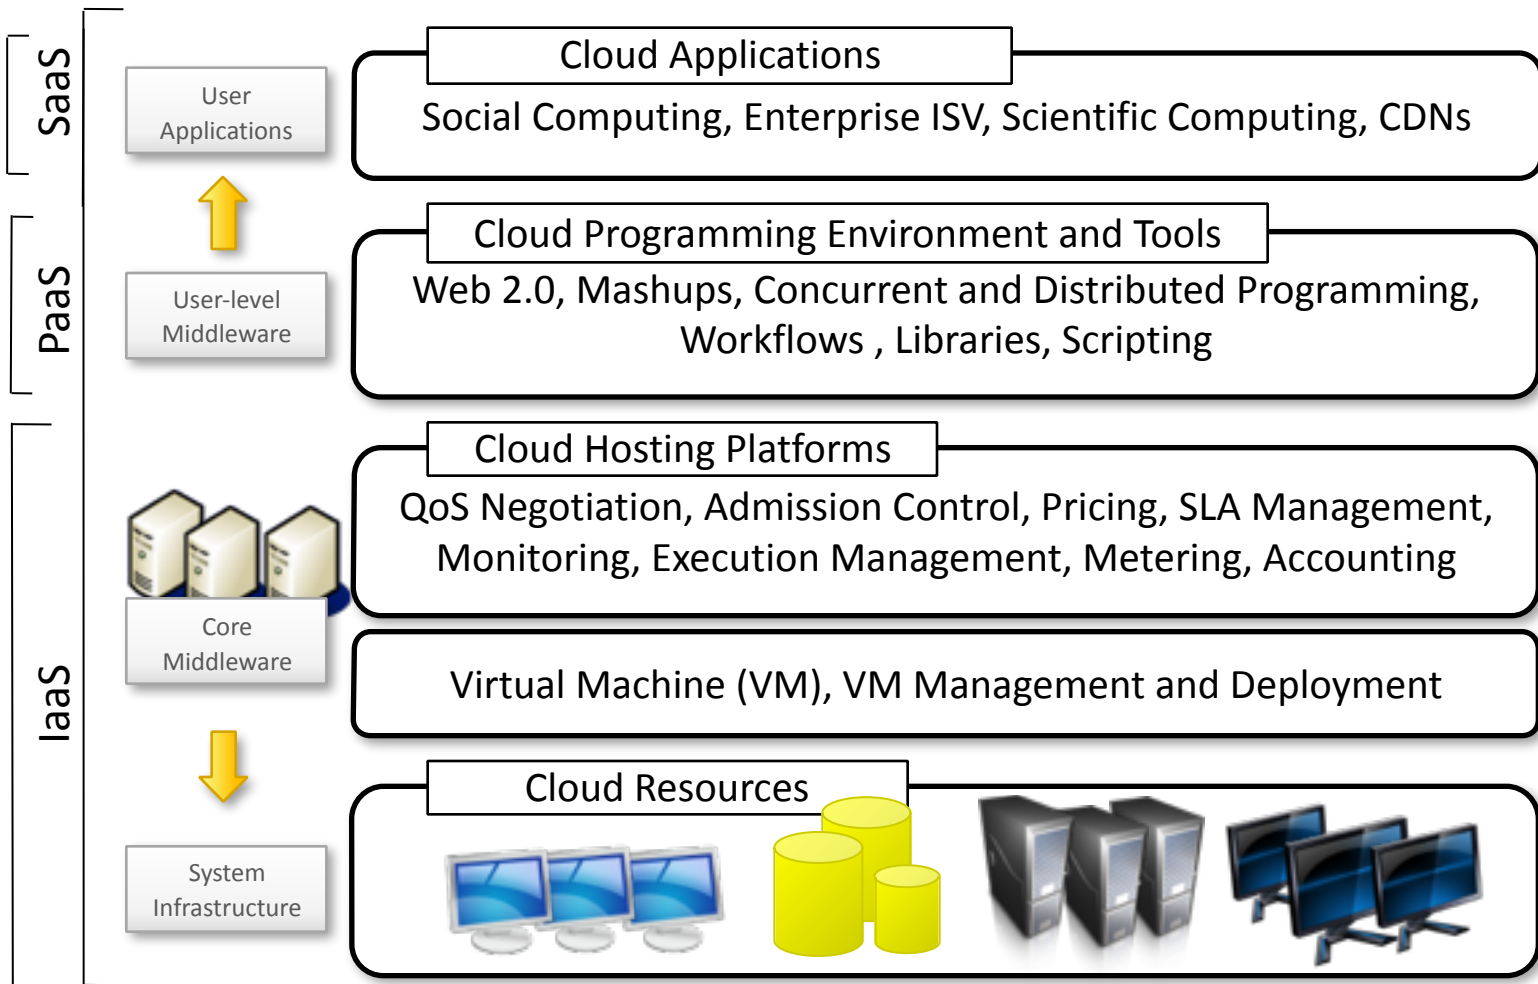 SaaS
User
Applications
Cloud Applications
Social Computing, Enterprise ISV, Scientific Computing, CDNs
PaaS
User-level
Middleware
Cloud Programming Environment and Tools
Web 2.0, Mashups, Concurrent and Distributed Programming,
Workflows , Libraries, Scripting
IaaS
Cloud Hosting Platforms
QoS Negotiation, Admission Control, Pricing, SLA Management,
Monitoring, Execution Management, Metering, Accounting
Core
Middleware
Virtual Machine (VM), VM Management and Deployment
Cloud Resources
System
Infrastructure